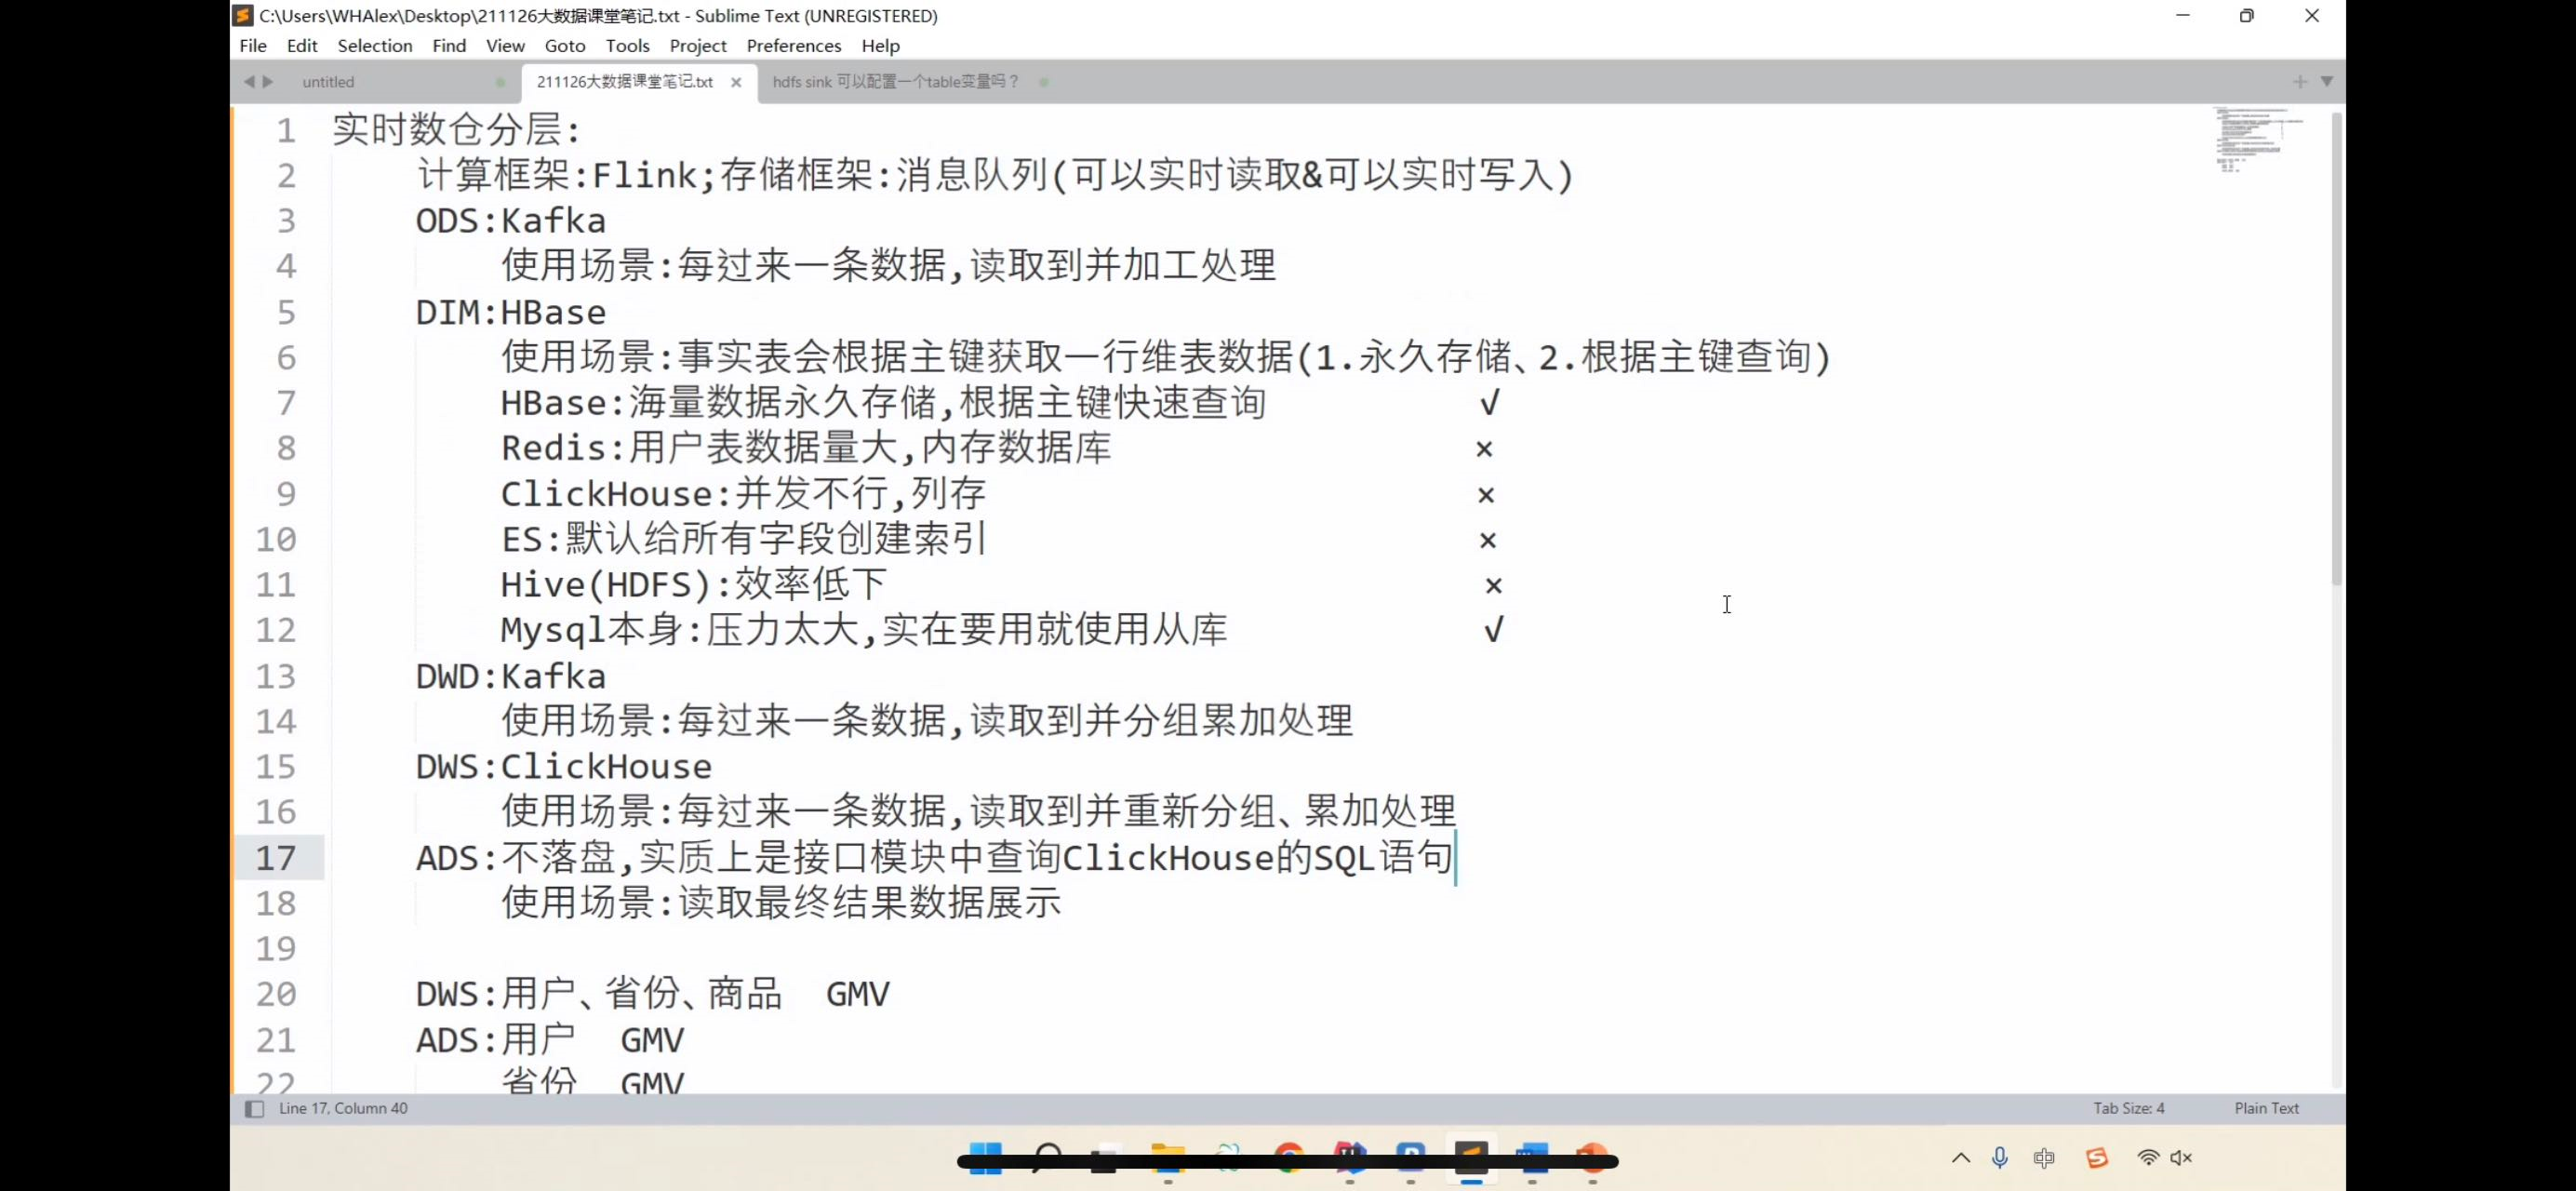 C:\Users\WHAlex\Desktop\211126大数据课堂笔记.txt - Sublime Text (UNREGISTERED)
File Edit Selection Find View Goto Tools Project Preferences Help
untitled 211126大数据课堂笔记.txt hdfs sink 可以配置一个table变量吗？
1 实时数仓分层:
2 计算框架:Flink;存储框架:消息队列(可以实时读取&可以实时写入)
3 ODS:Kafka
4 使用场景:每过来一条数据,读取到并加工处理
5 DIM:HBase
6 使用场景:事实表会根据主键获取一行维表数据(1.永久存储、2.根据主键查询)
7 HBase:海量数据永久存储,根据主键快速查询 √
8 Redis:用户表数据量大,内存数据库 ×
9 ClickHouse:并发不行,列存 ×
10 ES:默认给所有字段创建索引 ×
11 Hive(HDFS):效率低下 ×
12 Mysql本身:压力太大,实在要用就使用从库 √
13 DWD:Kafka
14 使用场景:每过来一条数据,读取到并分组累加处理
15 DWS:ClickHouse
16 使用场景:每过来一条数据,读取到并重新分组、累加处理
17 ADS:不落盘,实质上是接口模块中查询ClickHouse的SQL语句
18 使用场景:读取最终结果数据展示
19
20 DWS:用户、省份、商品 GMV
21 ADS:用户 GMV
22 省份 GMV
Line 17, Column 40 Tab Size: 4 Plain Text
中